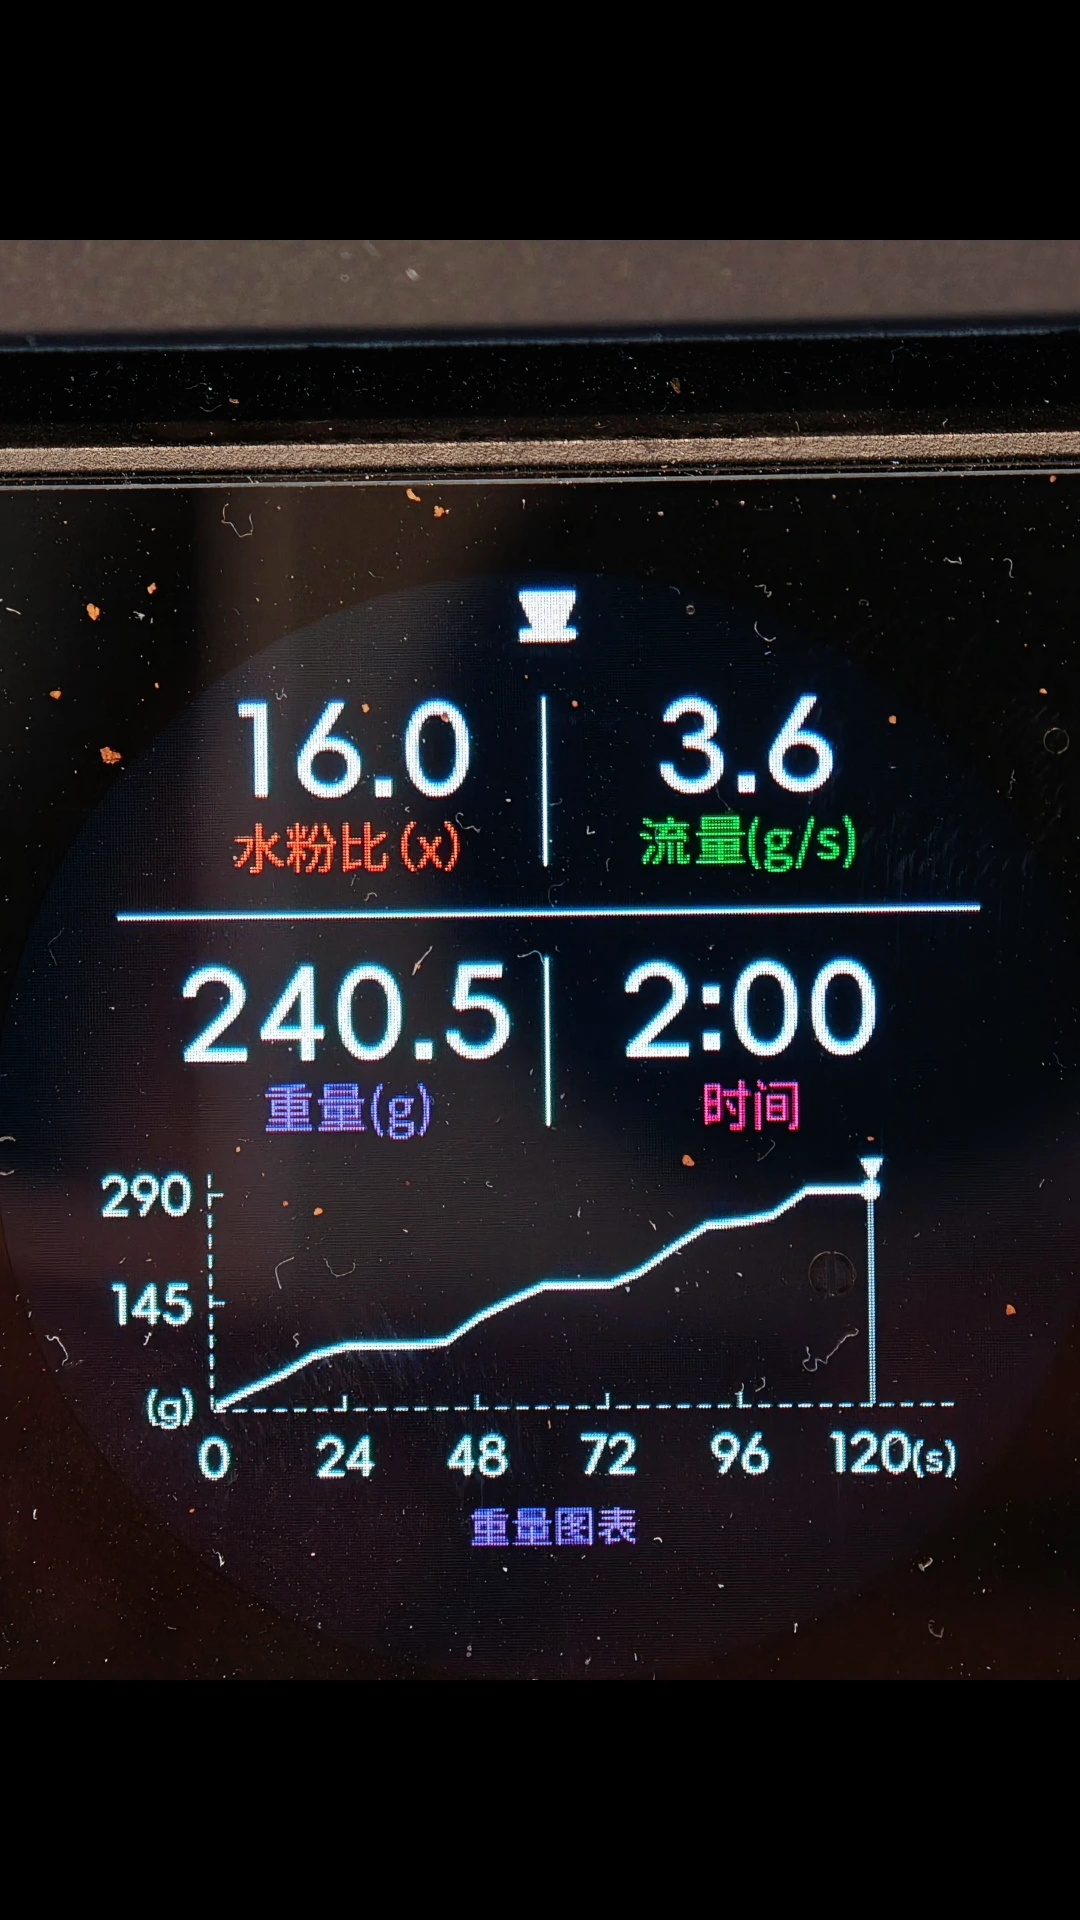 16.0 3.6
水粉比(x) 流量(g/s)
240.5 2:00
重量(g) 时间
290
145
(g)
0 24 48 72 96 120(s)
重量图表